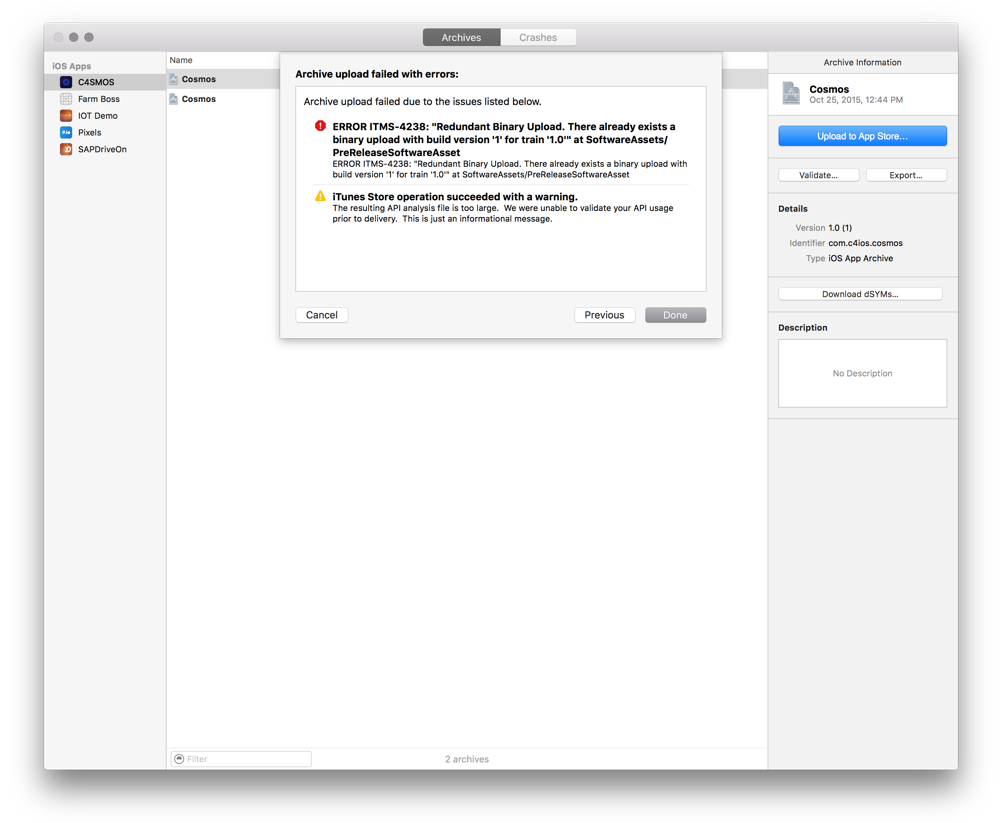 Archives
Crashes
iOS Apps
C4SMOS
Farm Boss
IOT Demo
Pixels
SAPDriveOn
Name
Cosmos
Cosmos
Archive upload failed with errors:
Archive upload failed due to the issues listed below.
ERROR ITMS-4238: "Redundant Binary Upload. There already exists a
binary upload with build version '1' for train '1.0'" at SoftwareAssets/
PreReleaseSoftwareAsset
ERROR ITMS-4238: "Redundant Binary Upload. There already exists a binary upload with
build version '1' for train '1.0'" at SoftwareAssets/PreReleaseSoftwareAsset
iTunes Store operation succeeded with a warning.
The resulting API analysis file is too large. We were unable to validate your API usage
prior to delivery. This is just an informational message.
Cancel
Previous
Done
Filter
2 archives
Archive Information
Cosmos
Oct 25, 2015, 12:44 PM
Upload to App Store...
Validate...
Export...
Details
Version 1.0 (1)
Identifier com.c4ios.cosmos
Type iOS App Archive
Download dSYMs...
Description
No Description